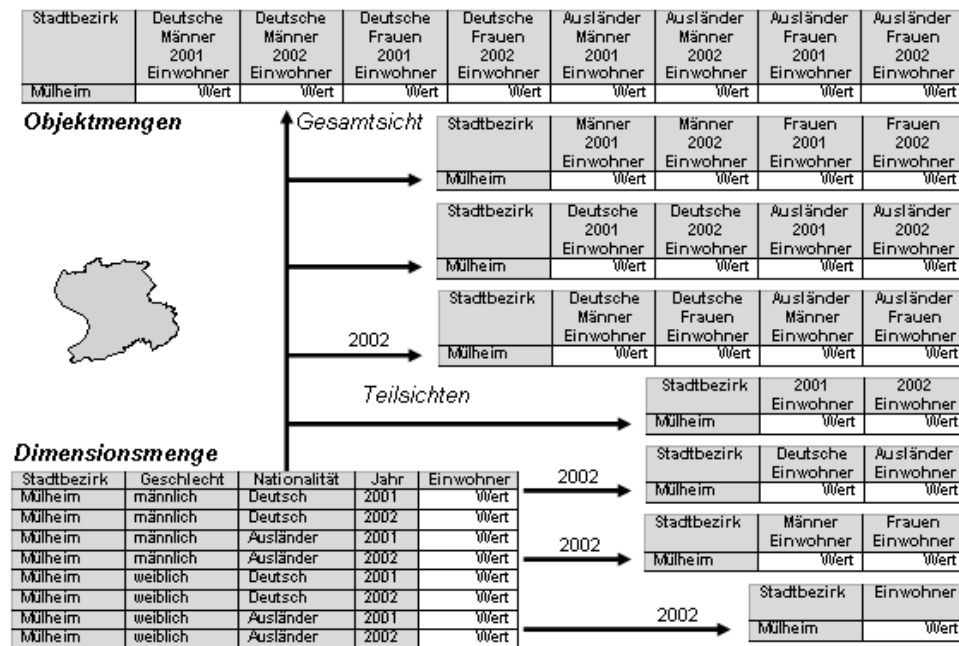 Stadtbezirk Deutsche Deutsche Deutsche Deutsche Ausländer Ausländer Ausländer Ausländer
Männer Männer Frauen Frauen Männer Männer Frauen Frauen
2001 2002 2001 2002 2001 2002 2001 2002
Einwohner Einwohner Einwohner Einwohner Einwohner Einwohner Einwohner Einwohner
Mülheim Wert Wert Wert Wert Wert Wert Wert Wert
Objektmengen
Gesamtsicht
Stadtbezirk Männer Männer Frauen Frauen
2001 2002 2001 2002
Einwohner Einwohner Einwohner Einwohner
Mülheim Wert Wert Wert Wert
Stadtbezirk Deutsche Deutsche Ausländer Ausländer
2001 2002 2001 2002
Einwohner Einwohner Einwohner Einwohner
Mülheim Wert Wert Wert Wert
2002
Stadtbezirk Deutsche Deutsche Ausländer Ausländer
Männer Frauen Männer Frauen
Einwohner Einwohner Einwohner Einwohner
Mülheim Wert Wert Wert Wert
Teilsichten
Stadtbezirk 2001 2002
Einwohner Einwohner
Mülheim Wert Wert
Dimensionsmenge
Stadtbezirk Geschlecht Nationalität Jahr Einwohner
Mülheim männlich Deutsch 2001 Wert
Mülheim männlich Deutsch 2002 Wert
Mülheim männlich Ausländer 2001 Wert
Mülheim männlich Ausländer 2002 Wert
Mülheim weiblich Deutsch 2001 Wert
Mülheim weiblich Deutsch 2002 Wert
Mülheim weiblich Ausländer 2001 Wert
Mülheim weiblich Ausländer 2002 Wert
2002
Stadtbezirk Deutsche Ausländer
Einwohner Einwohner
Mülheim Wert Wert
2002
Stadtbezirk Männer Frauen
Einwohner Einwohner
Mülheim Wert Wert
2002
Stadtbezirk Einwohner
Mülheim Wert